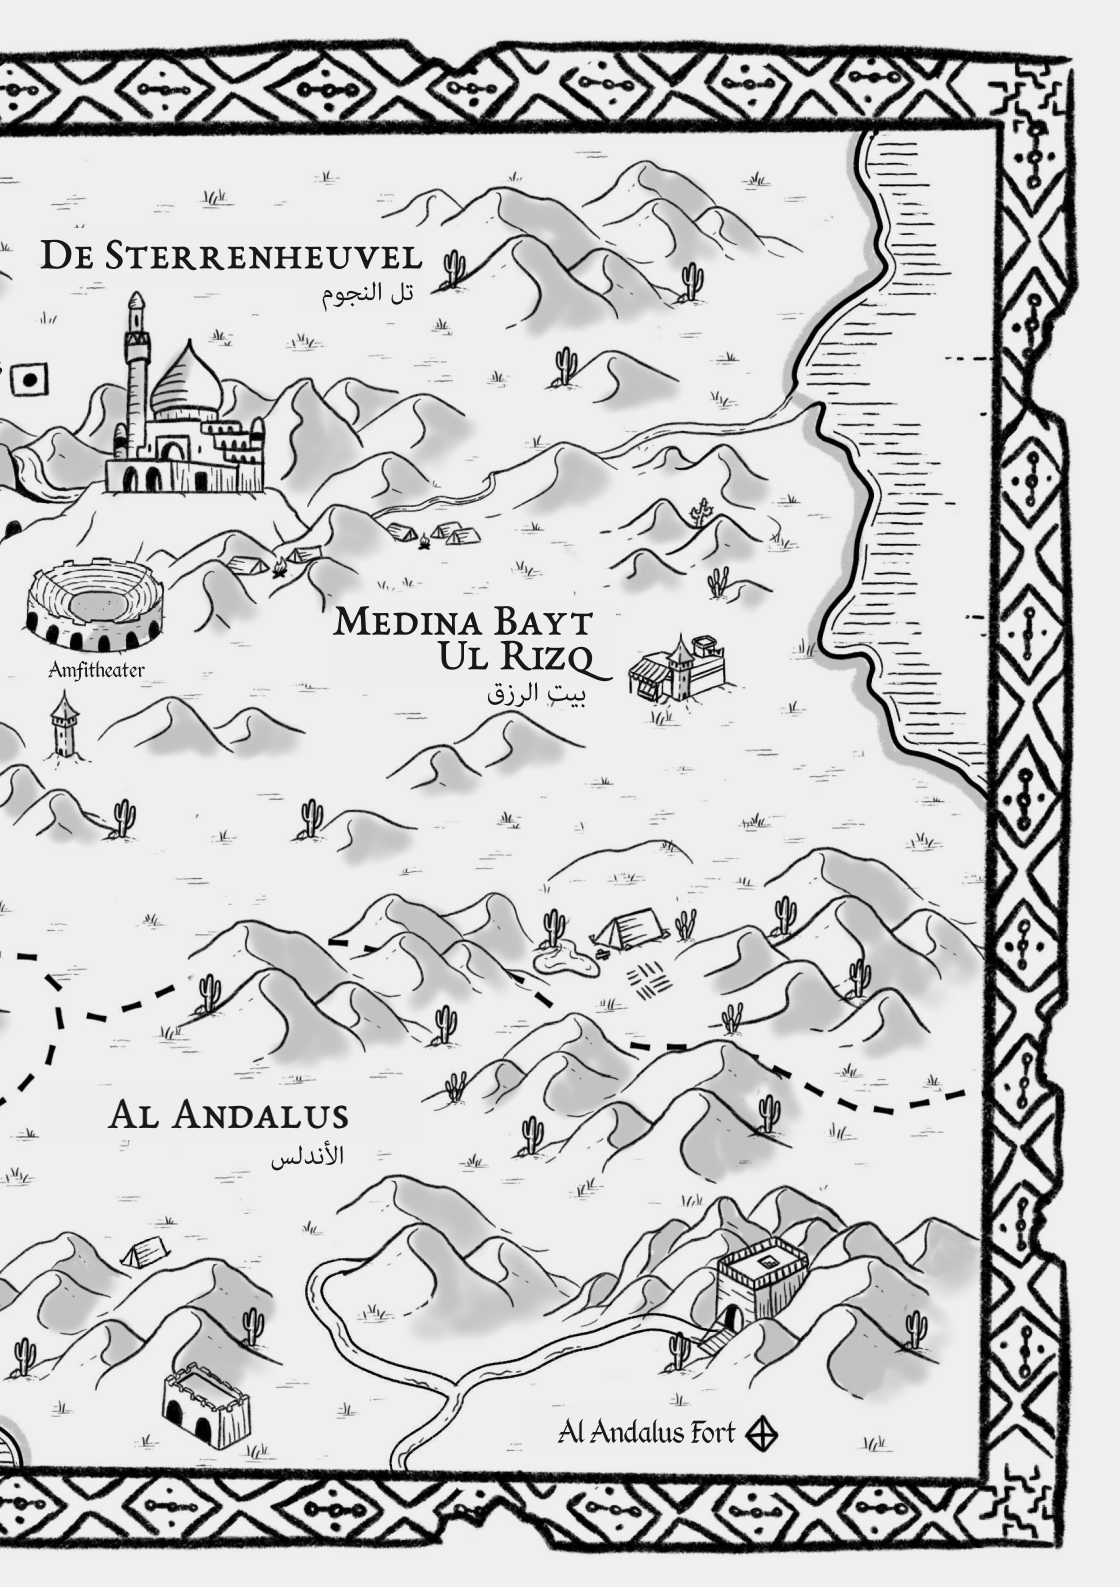 De Sterrenheuvel
تل النجوم
Amfitheater
Medina Bayt
Ul Rizq
بيت الرزق
Al Andalus
الأندلس
Al Andalus Fort